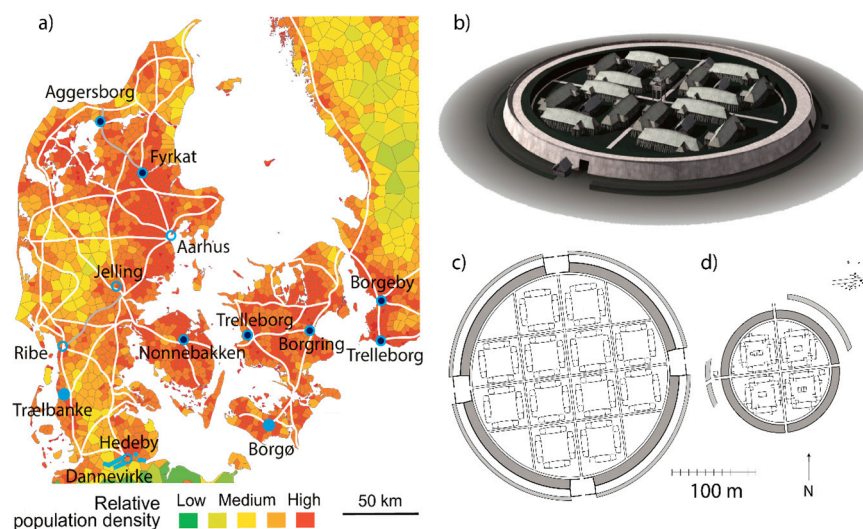 a)
Aggersborg
Fyrkat
Aarhus
Jelling
Borgeby
Trelleborg
Borgring
Ribe
Nonnebakken
Trelleborg
Trælbanke
Hedeby
Borgø
Dannevirke
Relative
population density
Low Medium High
50 km
b)
c)
d)
100 m
N